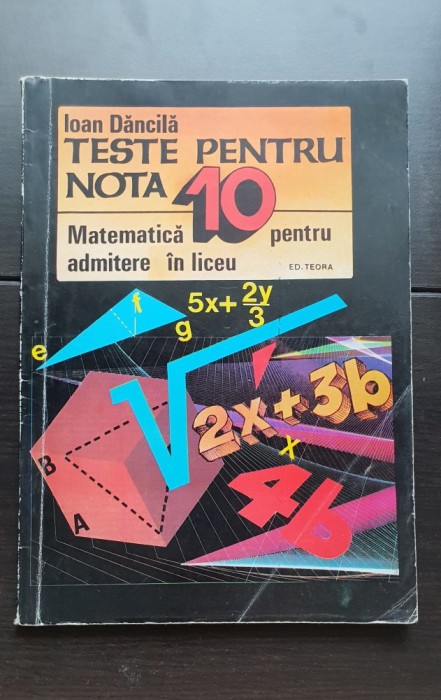 Ioan Dăncilă
TESTE PENTRU
NOTA 10
Matematică pentru
admitere în liceu
ED. TEORA
f
5x+ 2y/3
g
e
√2x+3b
x
B
4b
A